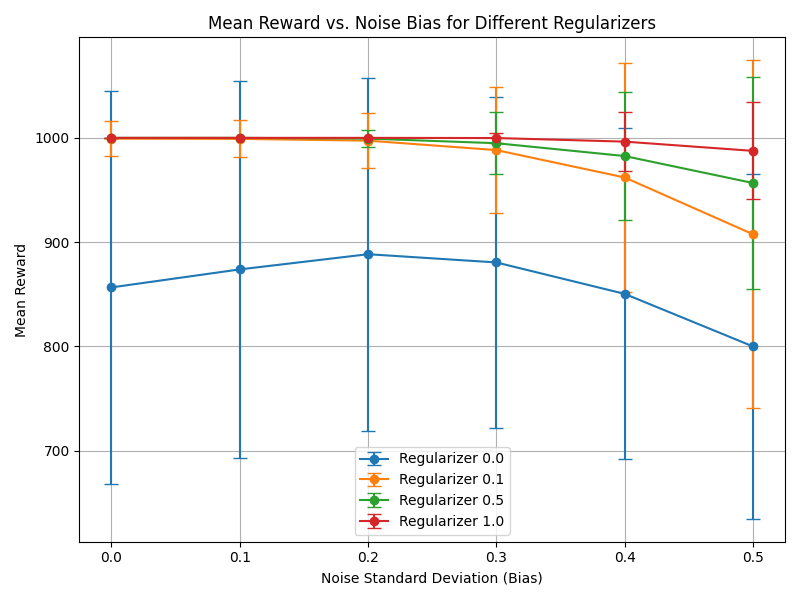 Mean Reward vs. Noise Bias for Different Regularizers
Mean Reward
1000
900
800
700
0.0
0.1
0.2
0.3
0.4
0.5
Noise Standard Deviation (Bias)
Regularizer 0.0
Regularizer 0.1
Regularizer 0.5
Regularizer 1.0